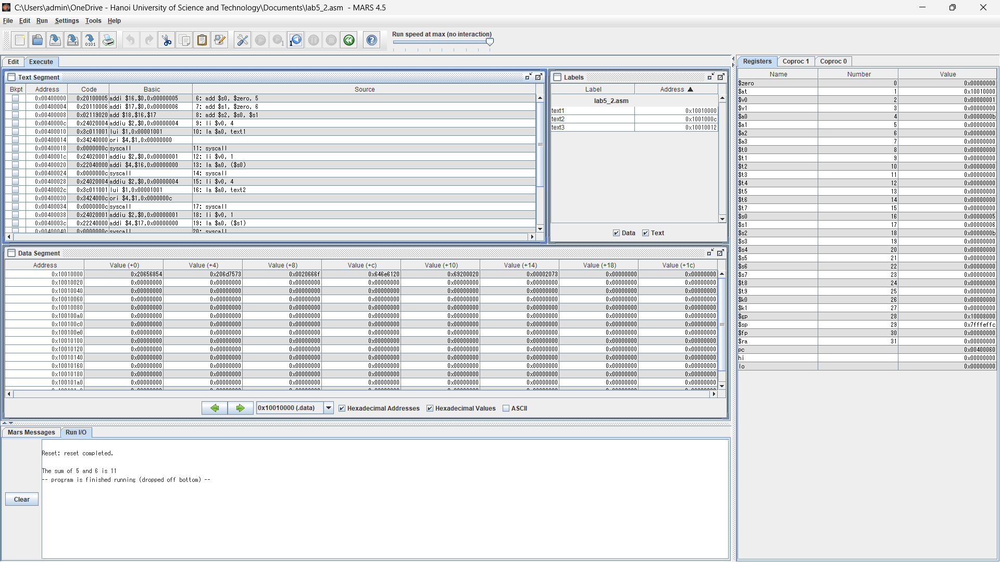 C:\Users\admin\OneDrive - Hanoi University of Science and Technology\Documents\lab5_2.asm - MARS 4.5
File Edit Run Settings Tools Help
Run speed at max (no interaction)
Edit Execute
Text Segment
Bkpt Address Code Basic Source
0x00400000 0x20100005 addi $16,$0,0x00000005 6: add $s0, $zero, 5
0x00400004 0x20110006 addi $17,$0,0x00000006 7: add $s1, $zero, 6
0x00400008 0x02119020 add $18,$16,$17 8: add $s2, $s0, $s1
0x0040000c 0x24020004 addiu $2,$0,0x00000004 9: li $v0, 4
0x00400010 0x3c011001 lui $1,0x00001001 10: la $a0, text1
0x00400014 0x34240000 ori $4,$1,0x00000000
0x00400018 0x0000000c syscall 11: syscall
0x0040001c 0x24020001 addiu $2,$0,0x00000001 12: li $v0, 1
0x00400020 0x22040000 addi $4,$16,0x00000000 13: la $a0, ($s0)
0x00400024 0x0000000c syscall 14: syscall
0x00400028 0x24020004 addiu $2,$0,0x00000004 15: li $v0, 4
0x0040002c 0x3c011001 lui $1,0x00001001 16: la $a0, text2
0x00400030 0x3424000c ori $4,$1,0x0000000c
0x00400034 0x0000000c syscall 17: syscall
0x00400038 0x24020001 addiu $2,$0,0x00000001 18: li $v0, 1
0x0040003c 0x22240000 addi $4,$17,0x00000000 19: la $a0, ($s1)
0x00400040 0x0000000c syscall 20: syscall
Labels
Label Address ▲
lab5_2.asm
text1 0x10010000
text2 0x1001000c
text3 0x10010012
Data Text
Data Segment
Address Value (+0) Value (+4) Value (+8) Value (+c) Value (+10) Value (+14) Value (+18) Value (+1c)
0x10010000 0x20656854 0x206d7573 0x0020666f 0x646e6120 0x69200020 0x00002073 0x00000000 0x00000000
0x10010020 0x00000000 0x00000000 0x00000000 0x00000000 0x00000000 0x00000000 0x00000000 0x00000000
0x10010040 0x00000000 0x00000000 0x00000000 0x00000000 0x00000000 0x00000000 0x00000000 0x00000000
0x10010060 0x00000000 0x00000000 0x00000000 0x00000000 0x00000000 0x00000000 0x00000000 0x00000000
0x10010080 0x00000000 0x00000000 0x00000000 0x00000000 0x00000000 0x00000000 0x00000000 0x00000000
0x100100a0 0x00000000 0x00000000 0x00000000 0x00000000 0x00000000 0x00000000 0x00000000 0x00000000
0x100100c0 0x00000000 0x00000000 0x00000000 0x00000000 0x00000000 0x00000000 0x00000000 0x00000000
0x100100e0 0x00000000 0x00000000 0x00000000 0x00000000 0x00000000 0x00000000 0x00000000 0x00000000
0x10010100 0x00000000 0x00000000 0x00000000 0x00000000 0x00000000 0x00000000 0x00000000 0x00000000
0x10010120 0x00000000 0x00000000 0x00000000 0x00000000 0x00000000 0x00000000 0x00000000 0x00000000
0x10010140 0x00000000 0x00000000 0x00000000 0x00000000 0x00000000 0x00000000 0x00000000 0x00000000
0x10010160 0x00000000 0x00000000 0x00000000 0x00000000 0x00000000 0x00000000 0x00000000 0x00000000
0x10010180 0x00000000 0x00000000 0x00000000 0x00000000 0x00000000 0x00000000 0x00000000 0x00000000
0x100101a0 0x00000000 0x00000000 0x00000000 0x00000000 0x00000000 0x00000000 0x00000000 0x00000000
0x10010000 (.data) Hexadecimal Addresses Hexadecimal Values ASCII
Mars Messages Run I/O
Reset: reset completed.
The sum of 5 and 6 is 11
-- program is finished running (dropped off bottom) --
Clear
Registers Coproc 1 Coproc 0
Name Number Value
$zero 0 0x00000000
$at 1 0x10010000
$v0 2 0x00000001
$v1 3 0x00000000
$a0 4 0x0000000b
$a1 5 0x00000000
$a2 6 0x00000000
$a3 7 0x00000000
$t0 8 0x00000000
$t1 9 0x00000000
$t2 10 0x00000000
$t3 11 0x00000000
$t4 12 0x00000000
$t5 13 0x00000000
$t6 14 0x00000000
$t7 15 0x00000000
$s0 16 0x00000005
$s1 17 0x00000006
$s2 18 0x0000000b
$s3 19 0x00000000
$s4 20 0x00000000
$s5 21 0x00000000
$s6 22 0x00000000
$s7 23 0x00000000
$t8 24 0x00000000
$t9 25 0x00000000
$k0 26 0x00000000
$k1 27 0x00000000
$gp 28 0x10008000
$sp 29 0x7fffeffc
$fp 30 0x00000000
$ra 31 0x00000000
pc 0x00400060
hi 0x00000000
lo 0x00000000